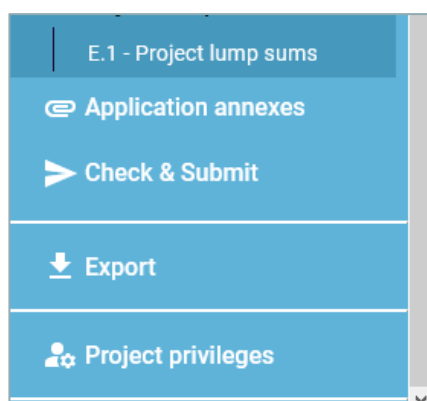 E.1 - Project lump sums
Application annexes
Check & Submit
Export
Project privileges